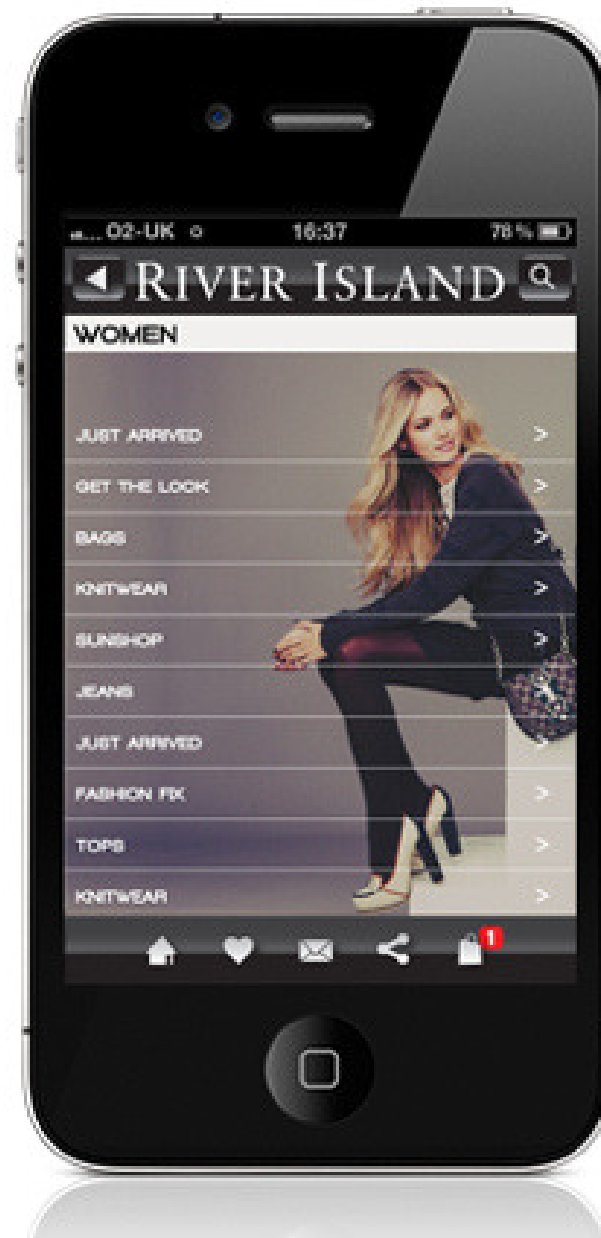 ... O2-UK 16:37 78%
RIVER ISLAND
WOMEN
JUST ARRIVED
GET THE LOOK
BAGS
KNITWEAR
SUNSHOP
JEANS
JUST ARRIVED
FASHION FIX
TOPS
KNITWEAR
1